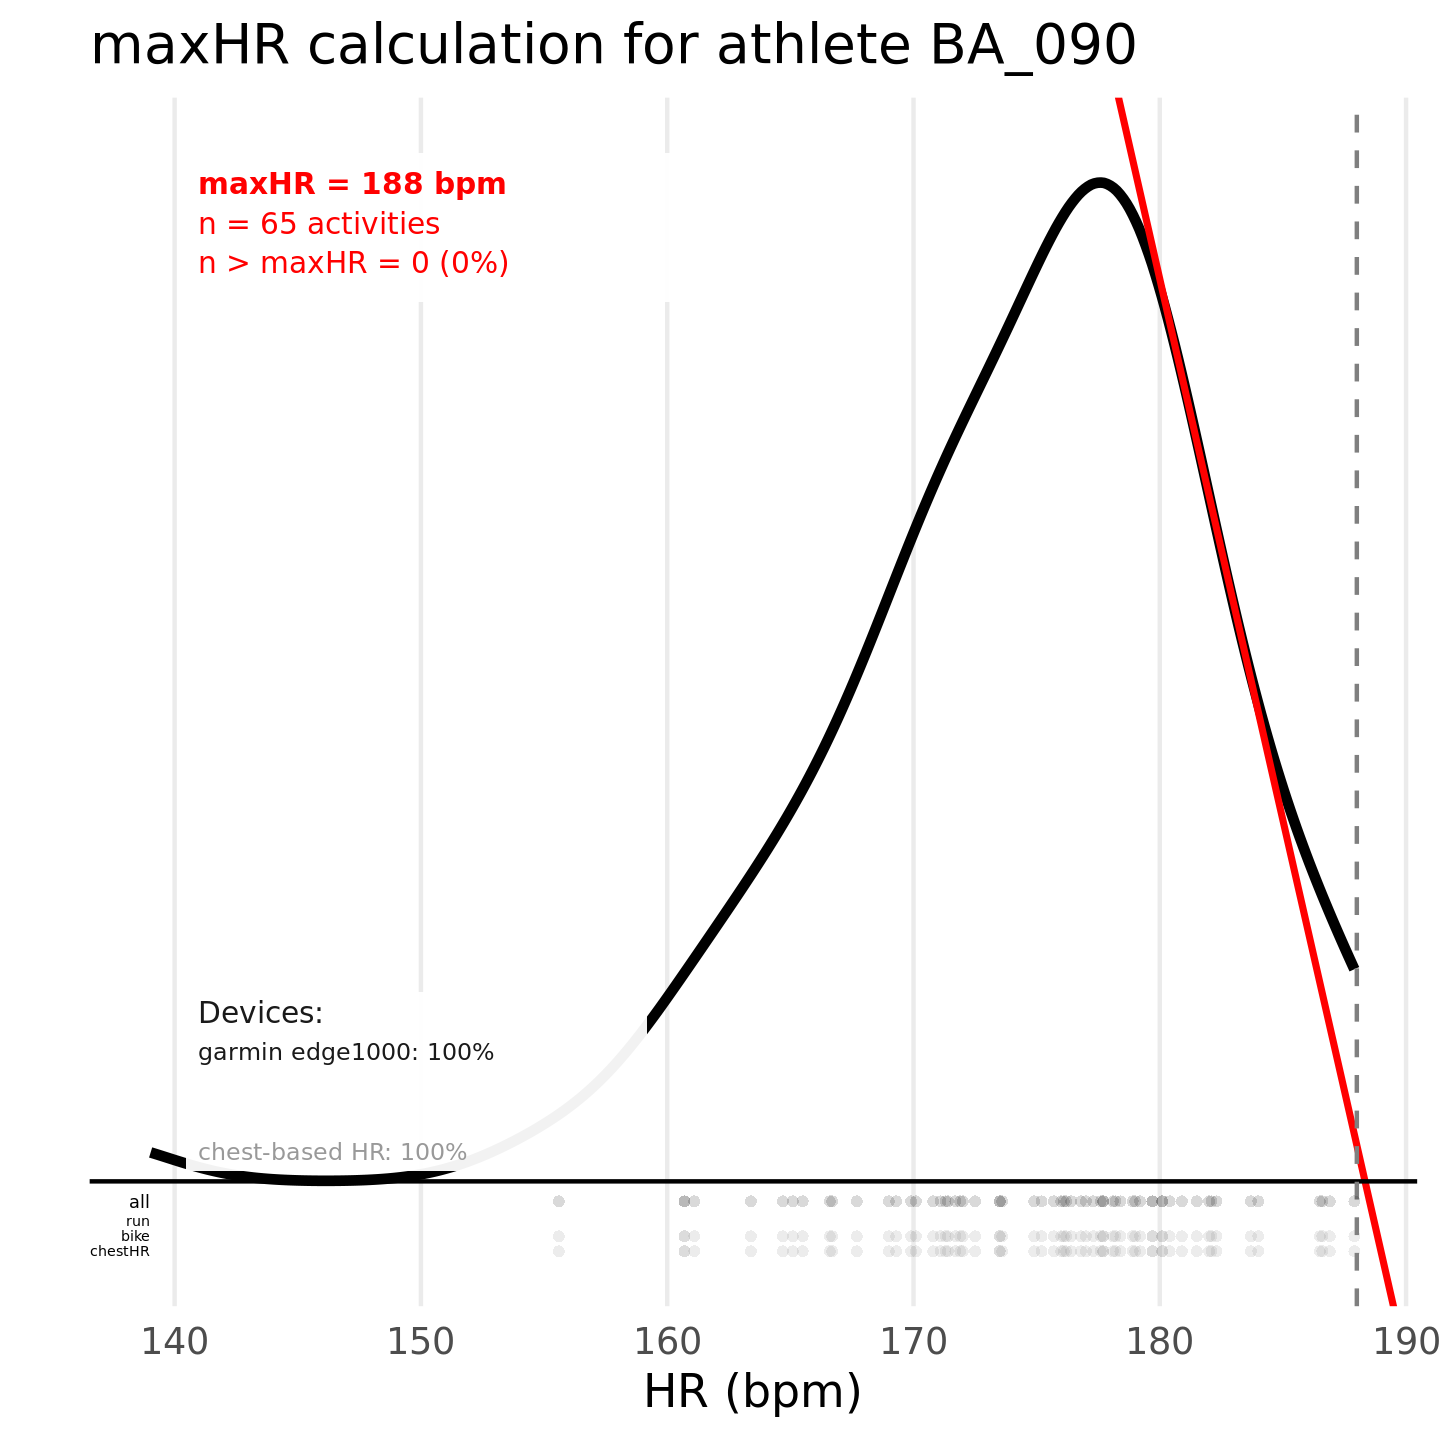 maxHR calculation for athlete BA_090
maxHR = 188 bpm
n = 65 activities
n > maxHR = 0 (0%)
Devices:
garmin edge1000: 100%
chest-based HR: 100%
all
run
bike
chestHR
140 150 160 170 180 190
HR (bpm)